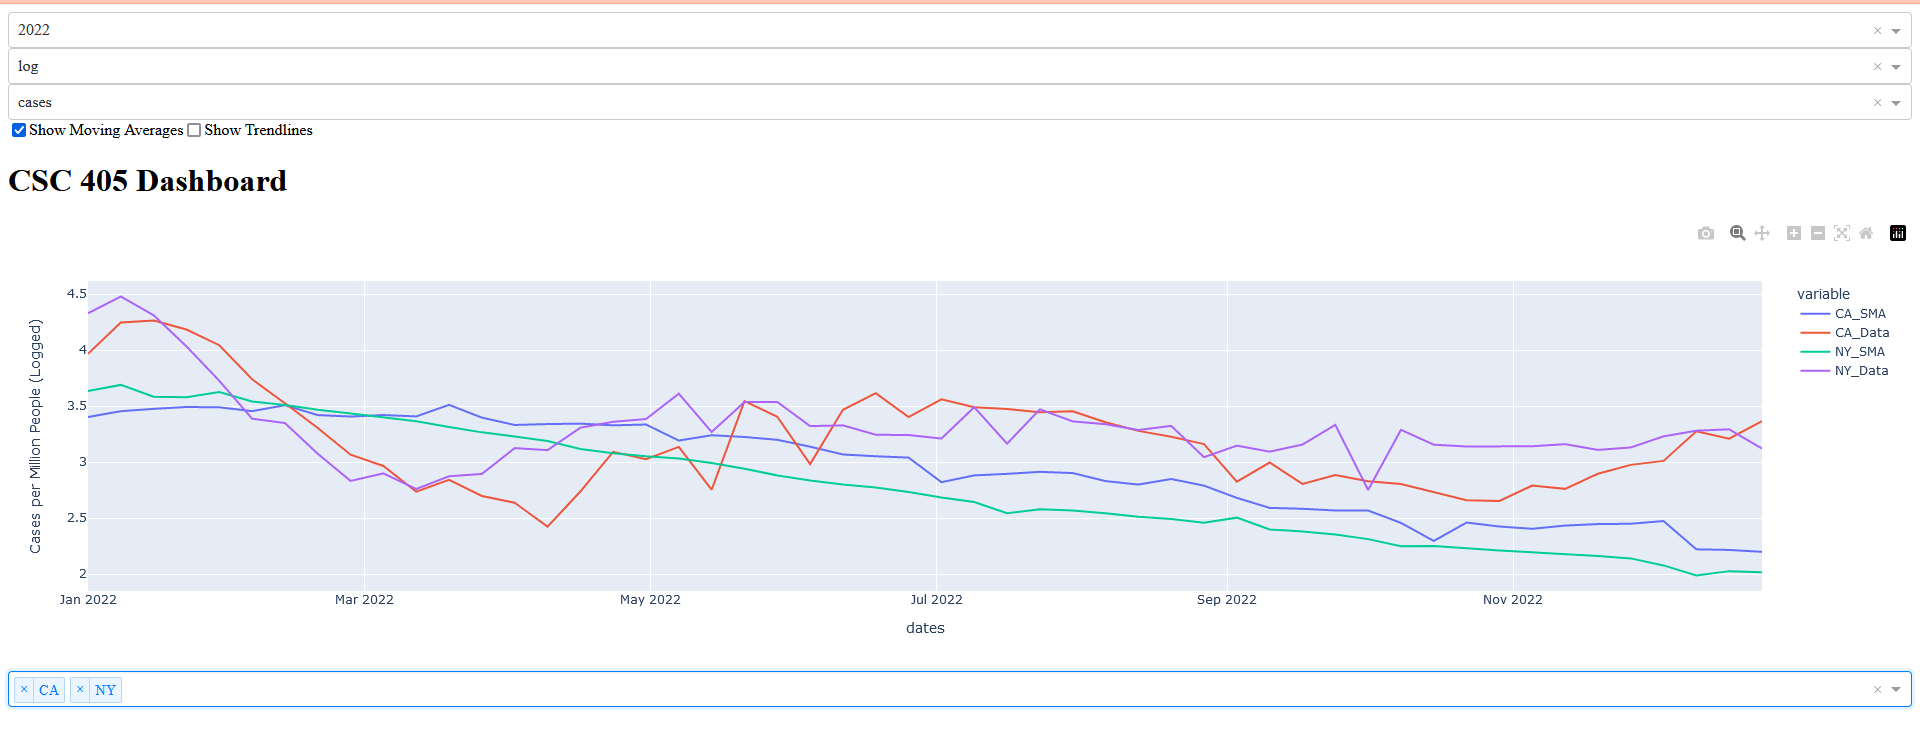 2022
log
cases
Show Moving Averages Show Trendlines
CSC 405 Dashboard
4.5
4
3.5
3
2.5
2
Cases per Million People (Logged)
Jan 2022 Mar 2022 May 2022 Jul 2022 Sep 2022 Nov 2022
dates
variable
CA_SMA
CA_Data
NY_SMA
NY_Data
× CA × NY